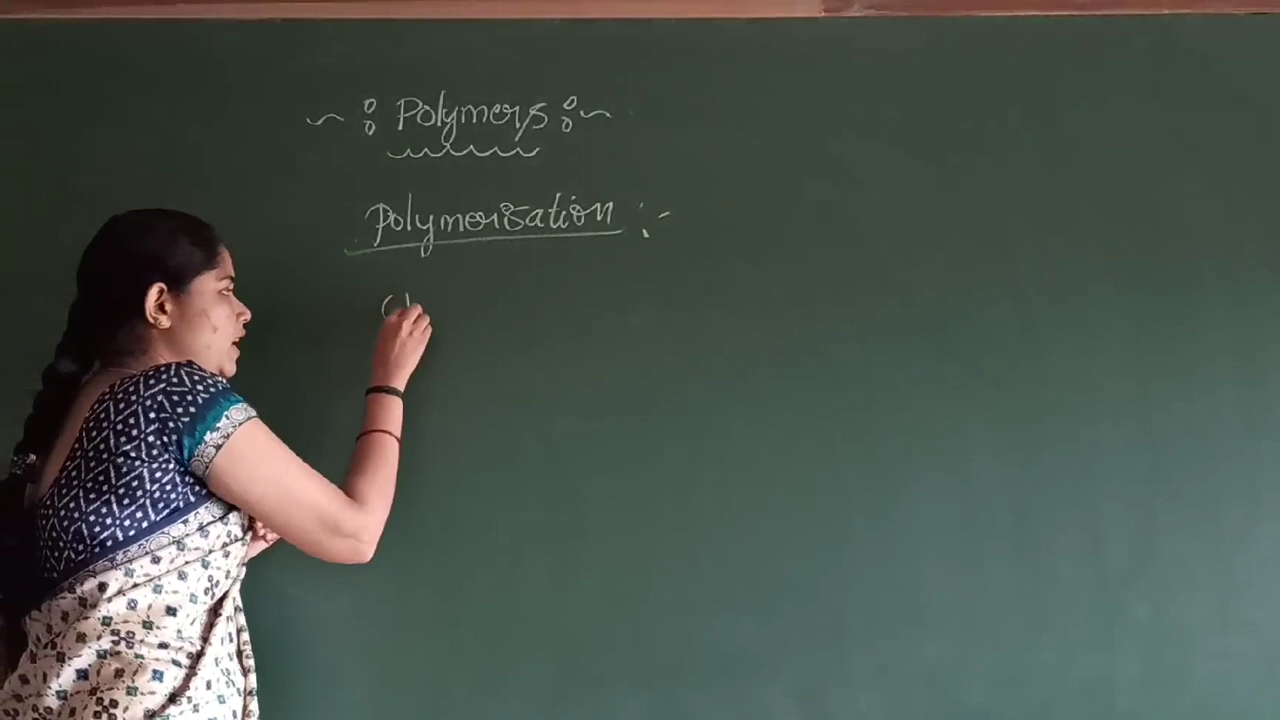 ~ : Polymers : ~
Polymerisation :-